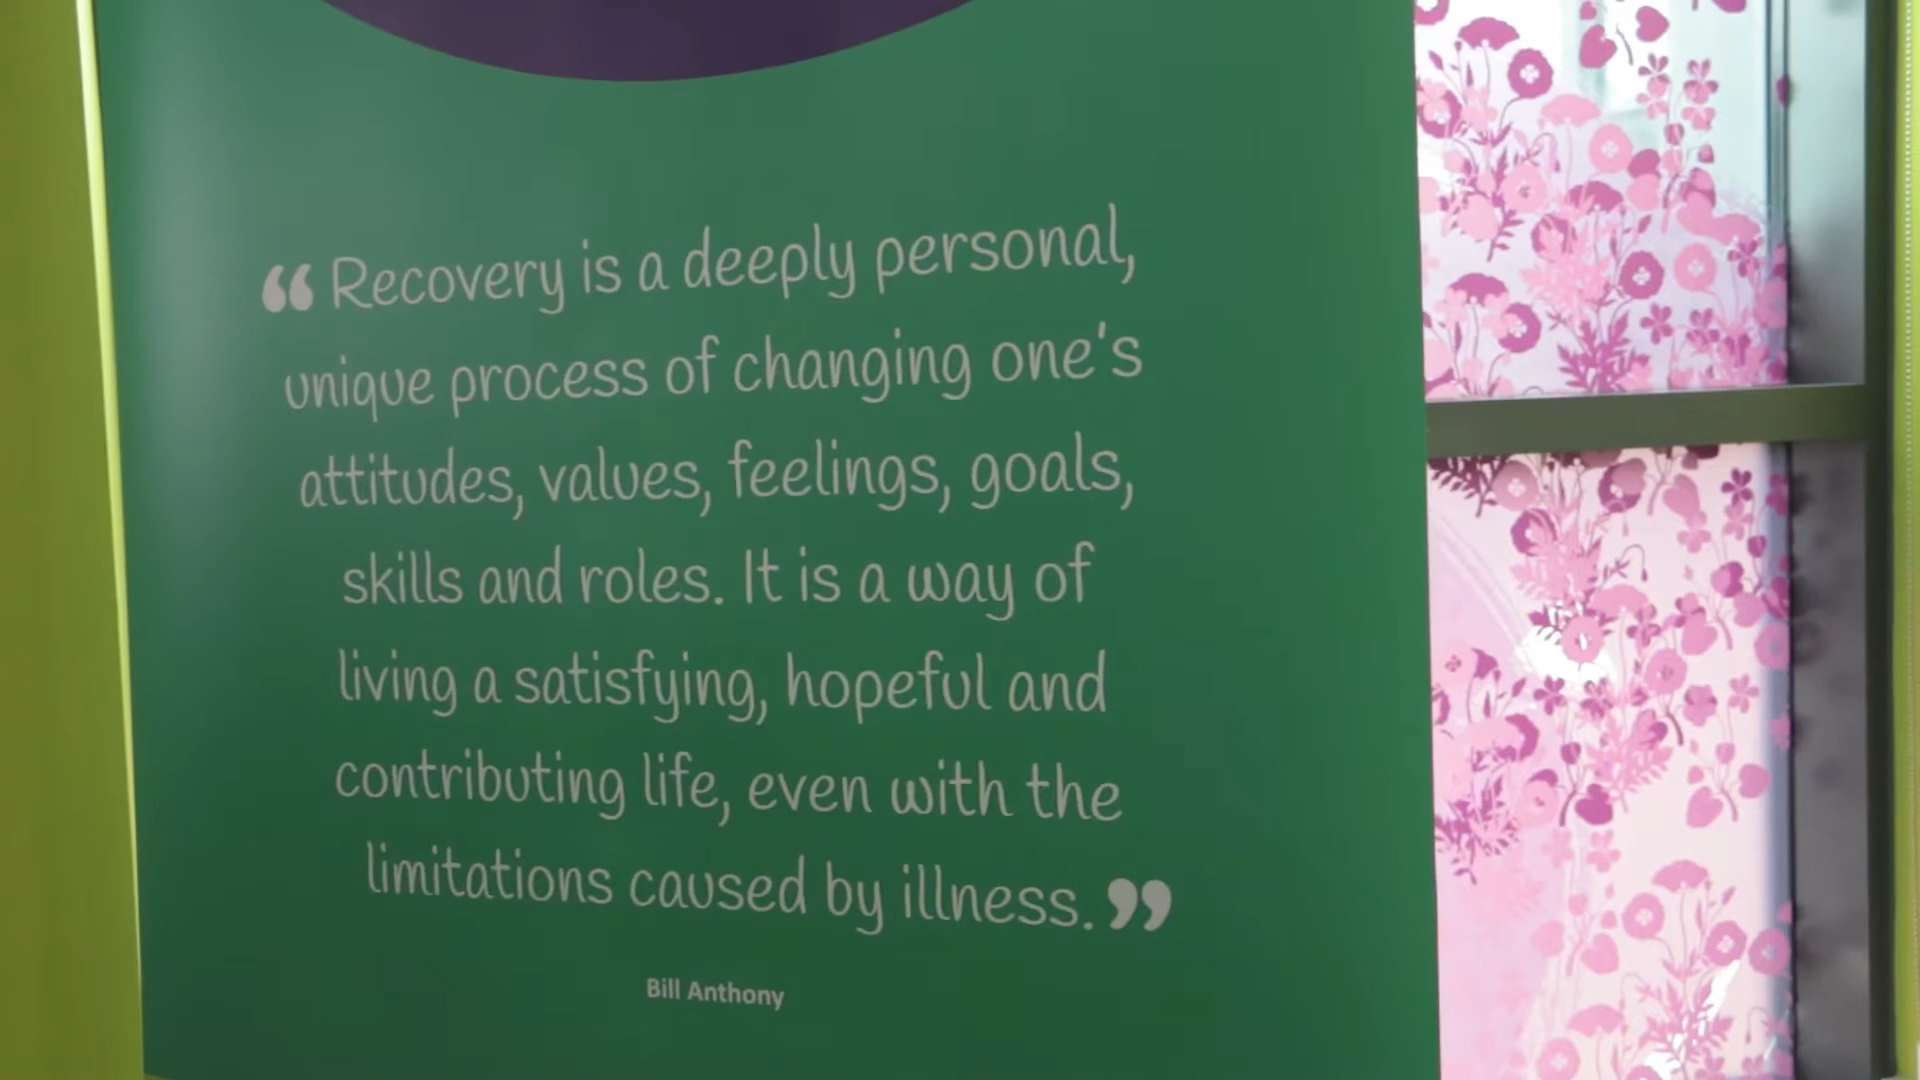 “Recovery is a deeply personal,
unique process of changing one's
attitudes, values, feelings, goals,
skills and roles. It is a way of
living a satisfying, hopeful and
contributing life, even with the
limitations caused by illness.”
Bill Anthony